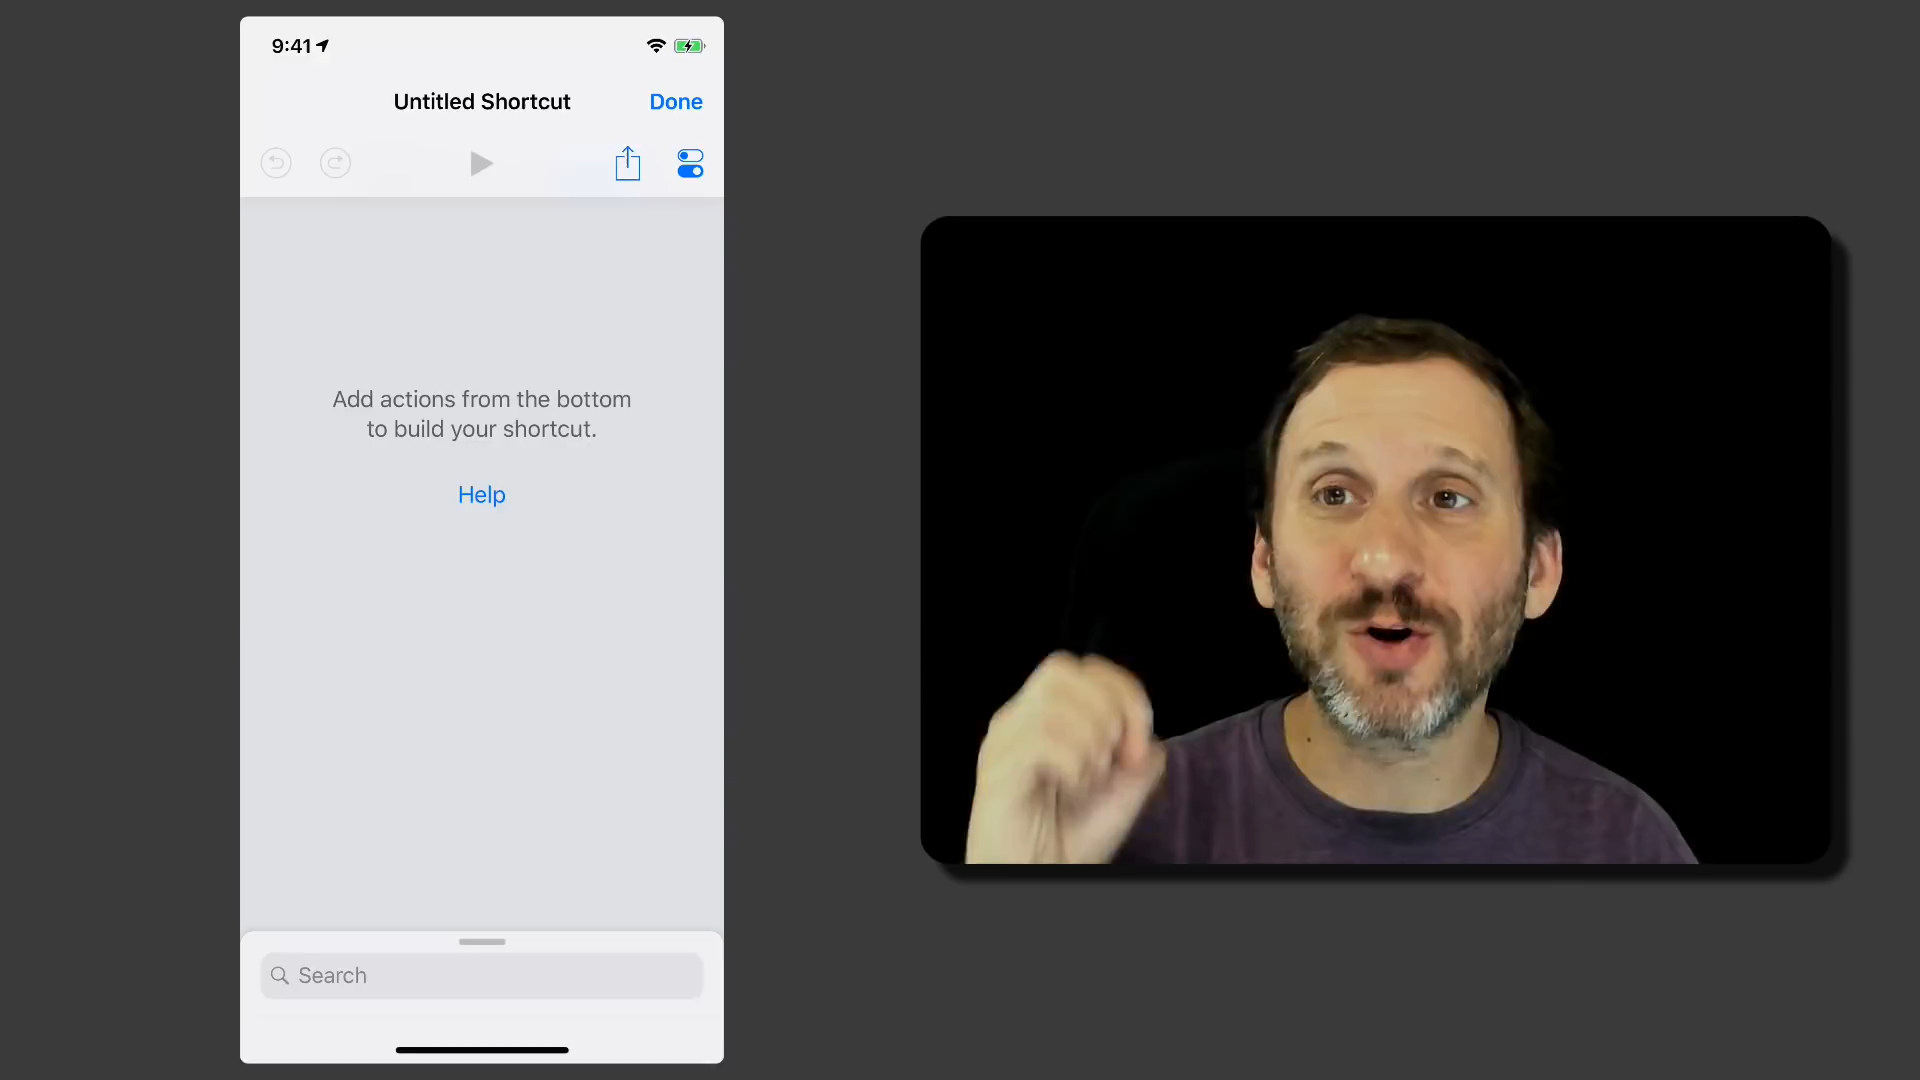 9:41
Untitled Shortcut
Done
Add actions from the bottom
to build your shortcut.
Help
Search